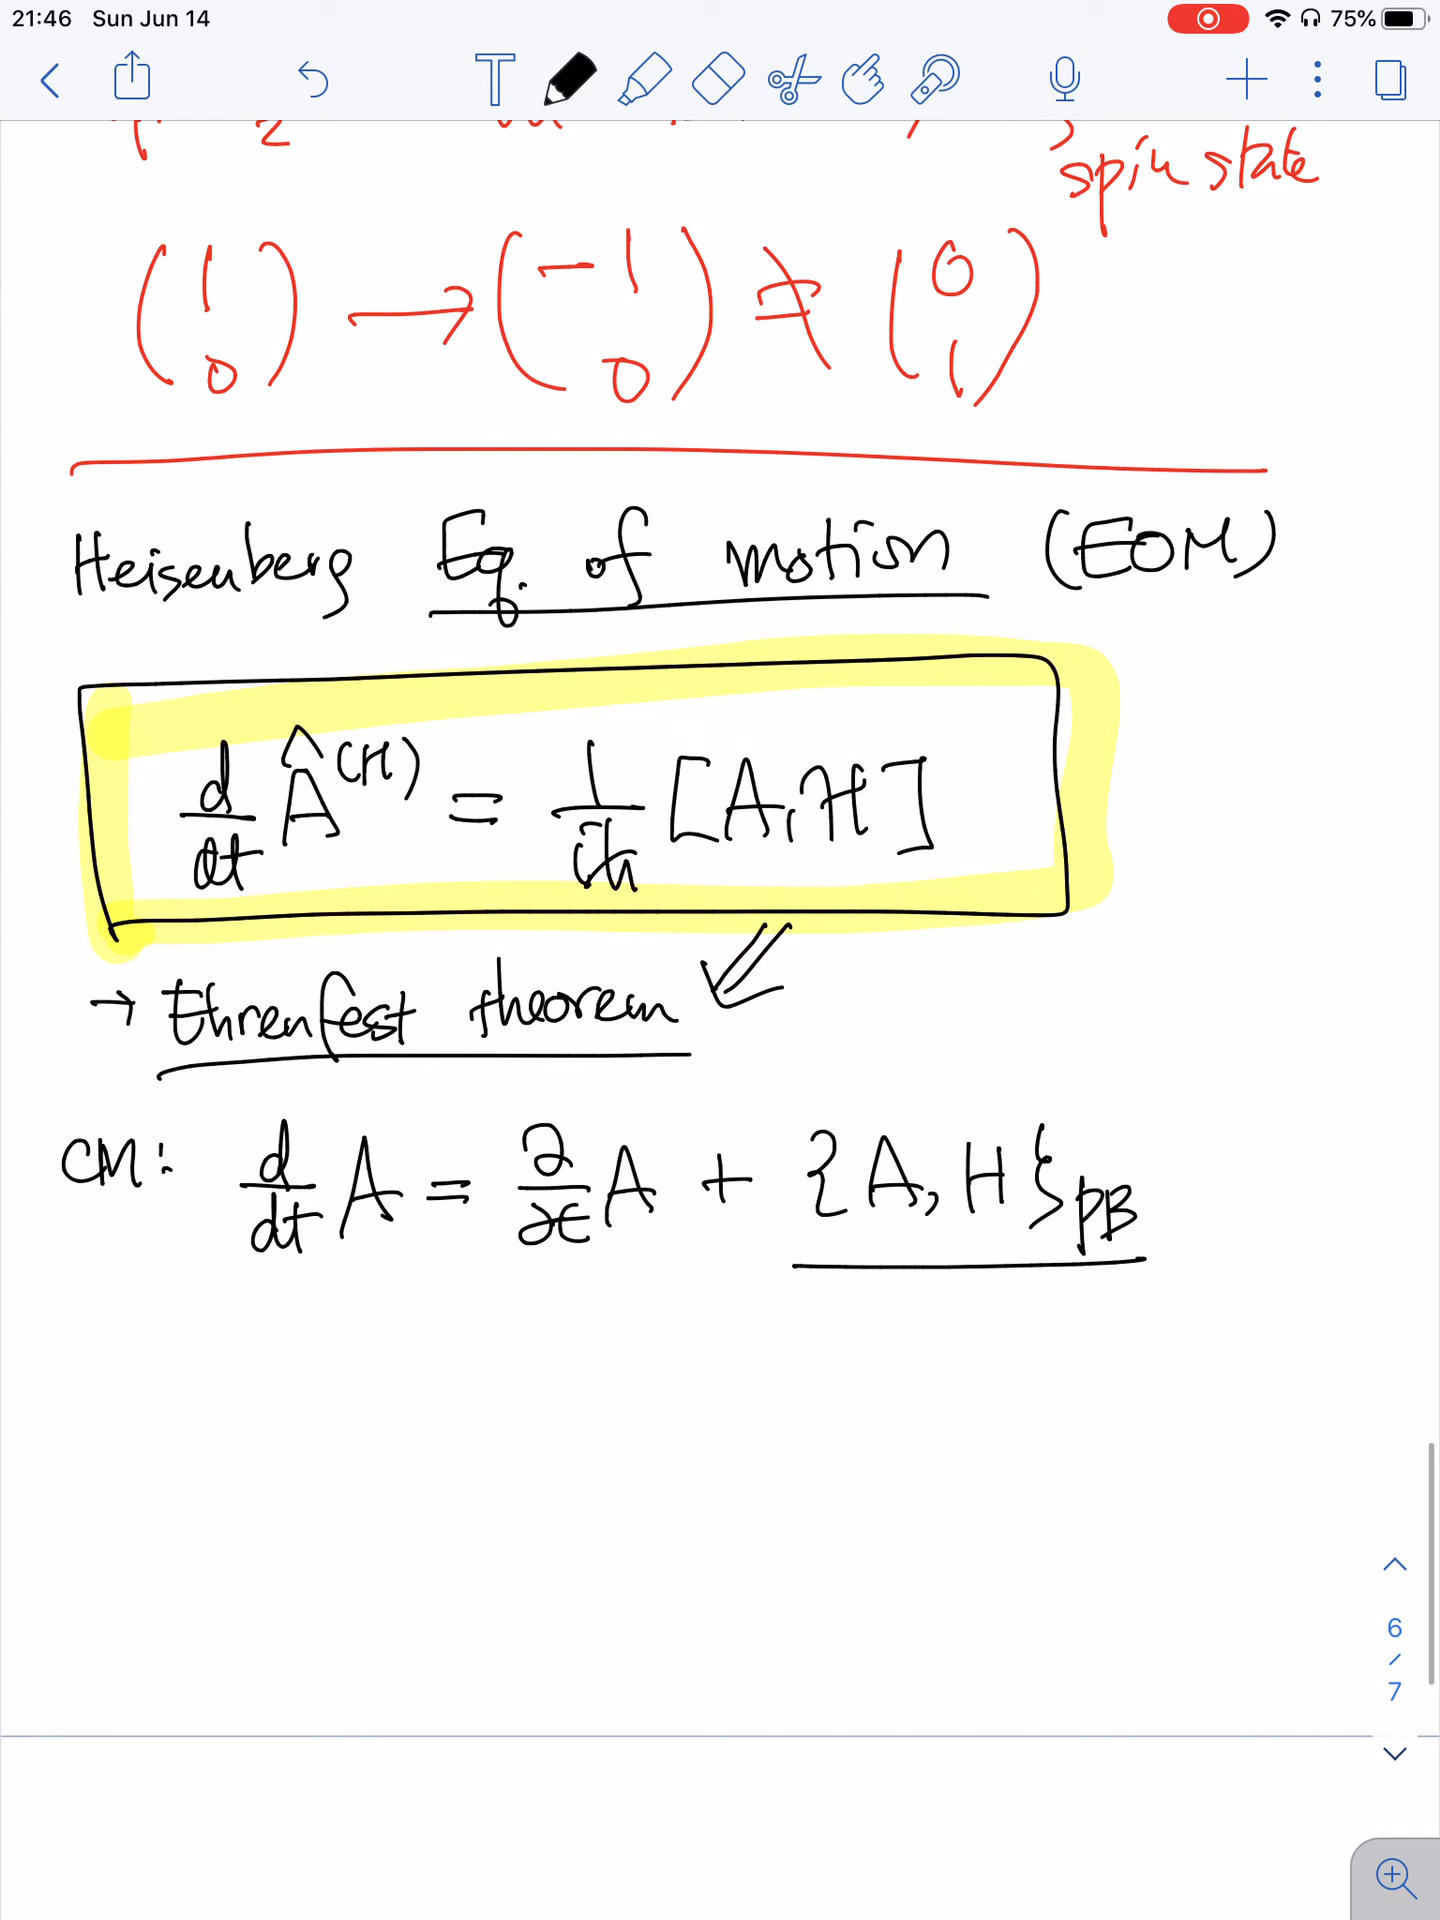 21:46 Sun Jun 14 75%
spin state
(1 0) → (-1 0) ≠ (0 1)
Heisenberg Eq. of motion (EOM)
d/dt Â^(H) = 1/iħ [A, H]
→ Ehrenfest theorem
CM: d/dt A = ∂/∂t A + {A, H}_PB
6
/
7